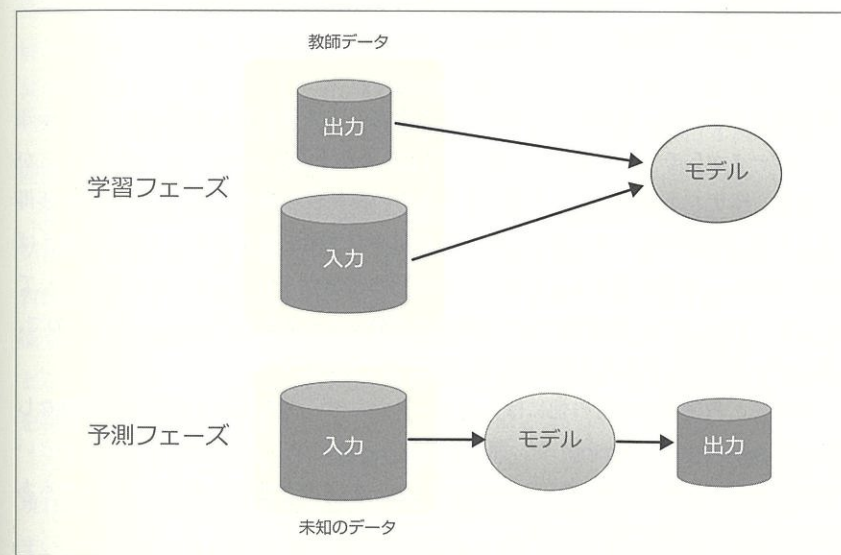 教師データ
出力
モデル
学習フェーズ
入力
予測フェーズ
入力
モデル
出力
未知のデータ